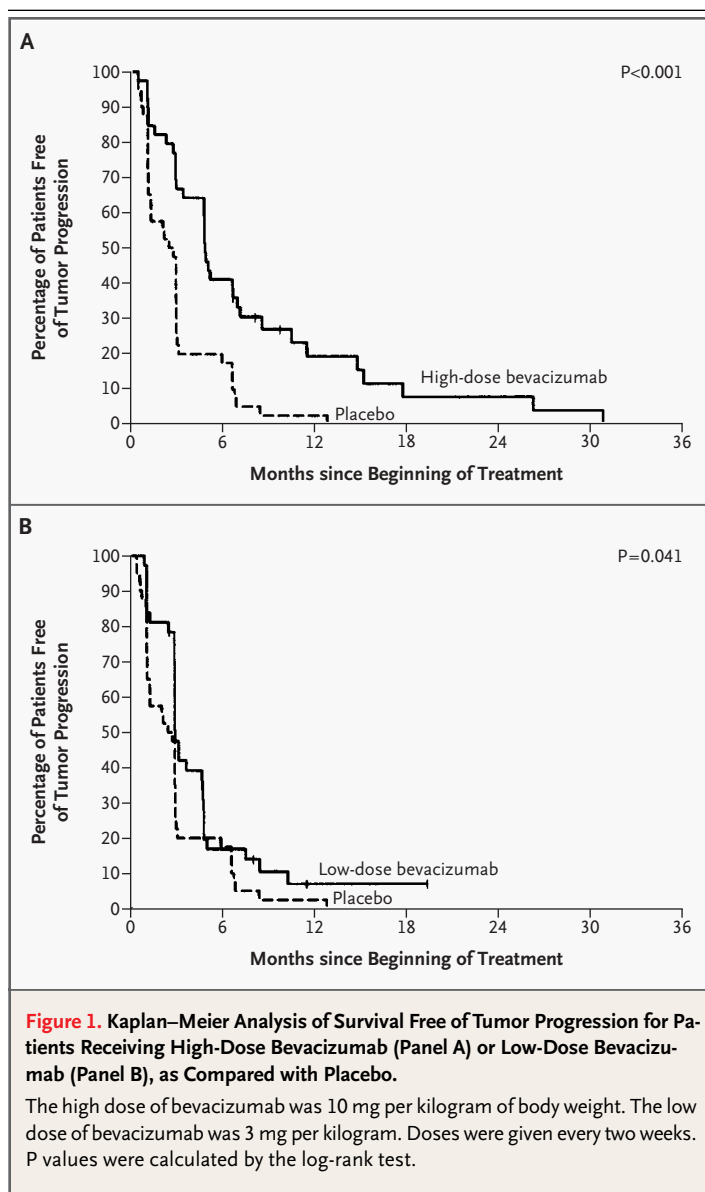 A
P<0.001
100
90
80
70
60
50
40
30
20
10
0
Percentage of Patients Free
of Tumor Progression
High-dose bevacizumab
Placebo
0 6 12 18 24 30 36
Months since Beginning of Treatment
B
P=0.041
100
90
80
70
60
50
40
30
20
10
0
Percentage of Patients Free
of Tumor Progression
Low-dose bevacizumab
Placebo
0 6 12 18 24 30 36
Months since Beginning of Treatment
Figure 1. Kaplan–Meier Analysis of Survival Free of Tumor Progression for Pa-
tients Receiving High-Dose Bevacizumab (Panel A) or Low-Dose Bevacizu-
mab (Panel B), as Compared with Placebo.
The high dose of bevacizumab was 10 mg per kilogram of body weight. The low
dose of bevacizumab was 3 mg per kilogram. Doses were given every two weeks.
P values were calculated by the log-rank test.